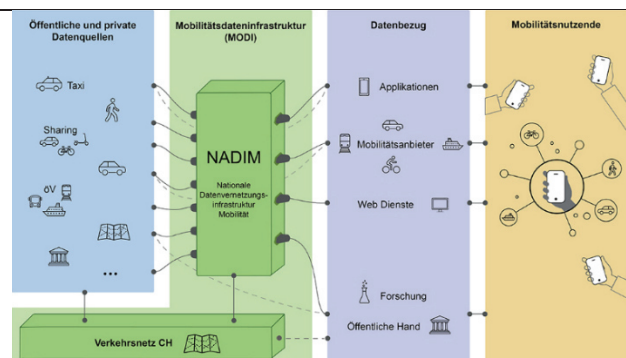 Öffentliche und private
Datenquellen
Taxi
Sharing
öV
...
Mobilitätsdateninfrastruktur
(MODI)
NADIM
Nationale
Datenvernetzungs-
infrastruktur
Mobilität
Verkehrsnetz CH
Datenbezug
Applikationen
Mobilitätsanbieter
Web Dienste
Forschung
Öffentliche Hand
Mobilitätsnutzende